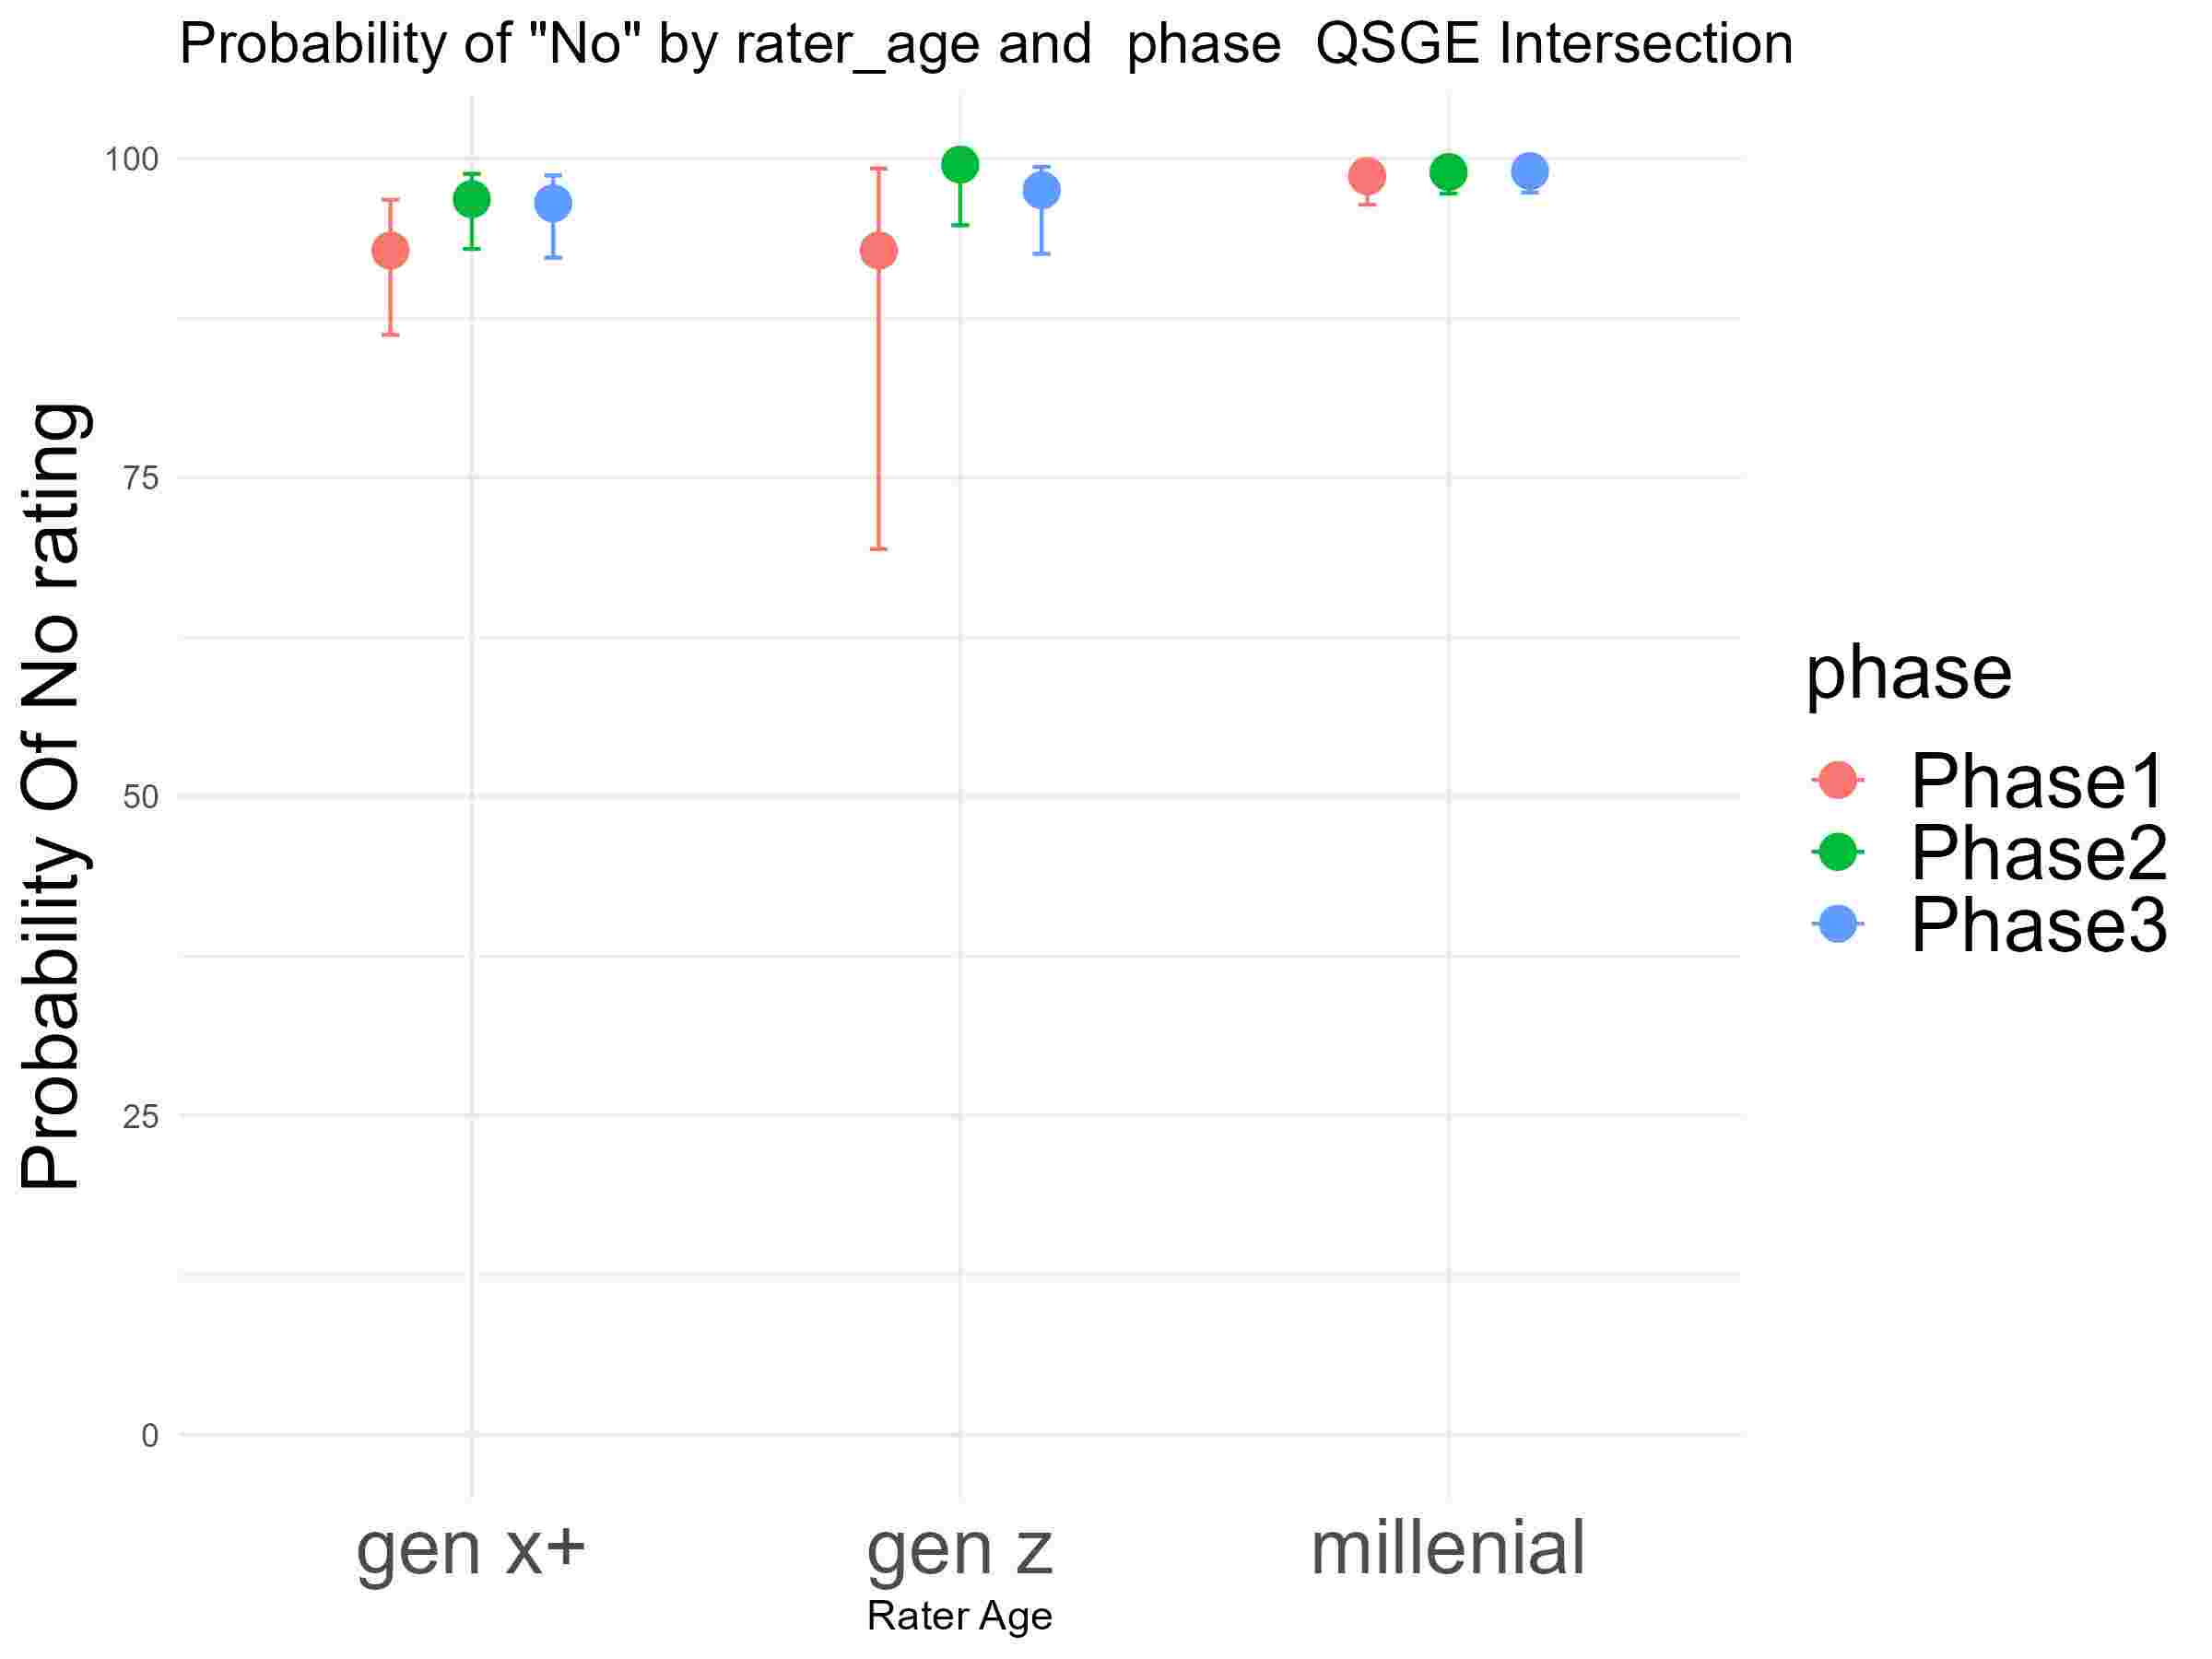 Probability of "No" by rater_age and  phase  QSGE Intersection
Probability Of No rating
100
75
50
25
0
gen x+
gen z
millenial
Rater Age
phase
Phase1
Phase2
Phase3